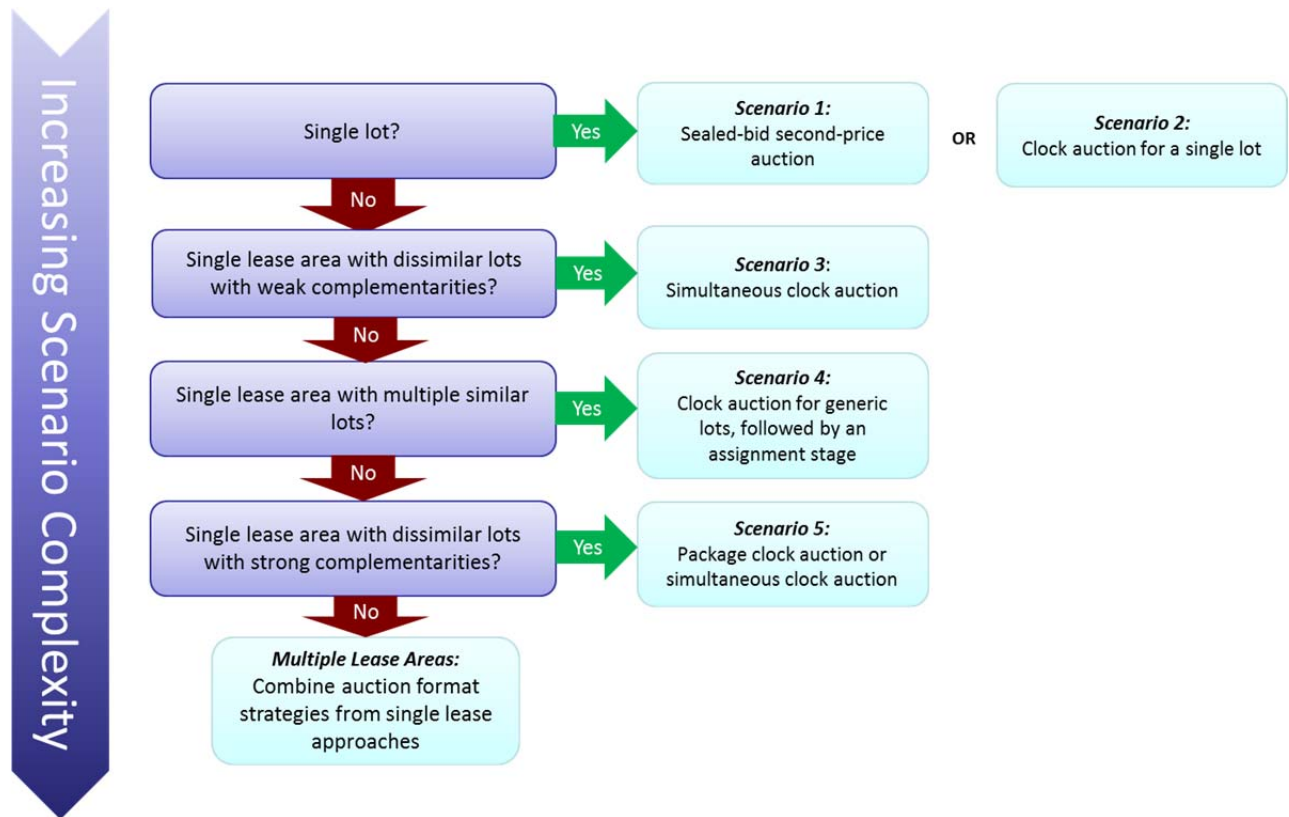 Increasing Scenario Complexity
Single lot?
Yes
Scenario 1:
Sealed-bid second-price
auction
OR
Scenario 2:
Clock auction for a single lot
No
Single lease area with dissimilar lots
with weak complementarities?
Yes
Scenario 3:
Simultaneous clock auction
No
Single lease area with multiple similar
lots?
Yes
Scenario 4:
Clock auction for generic
lots, followed by an
assignment stage
No
Single lease area with dissimilar lots
with strong complementarities?
Yes
Scenario 5:
Package clock auction or
simultaneous clock auction
No
Multiple Lease Areas:
Combine auction format
strategies from single lease
approaches